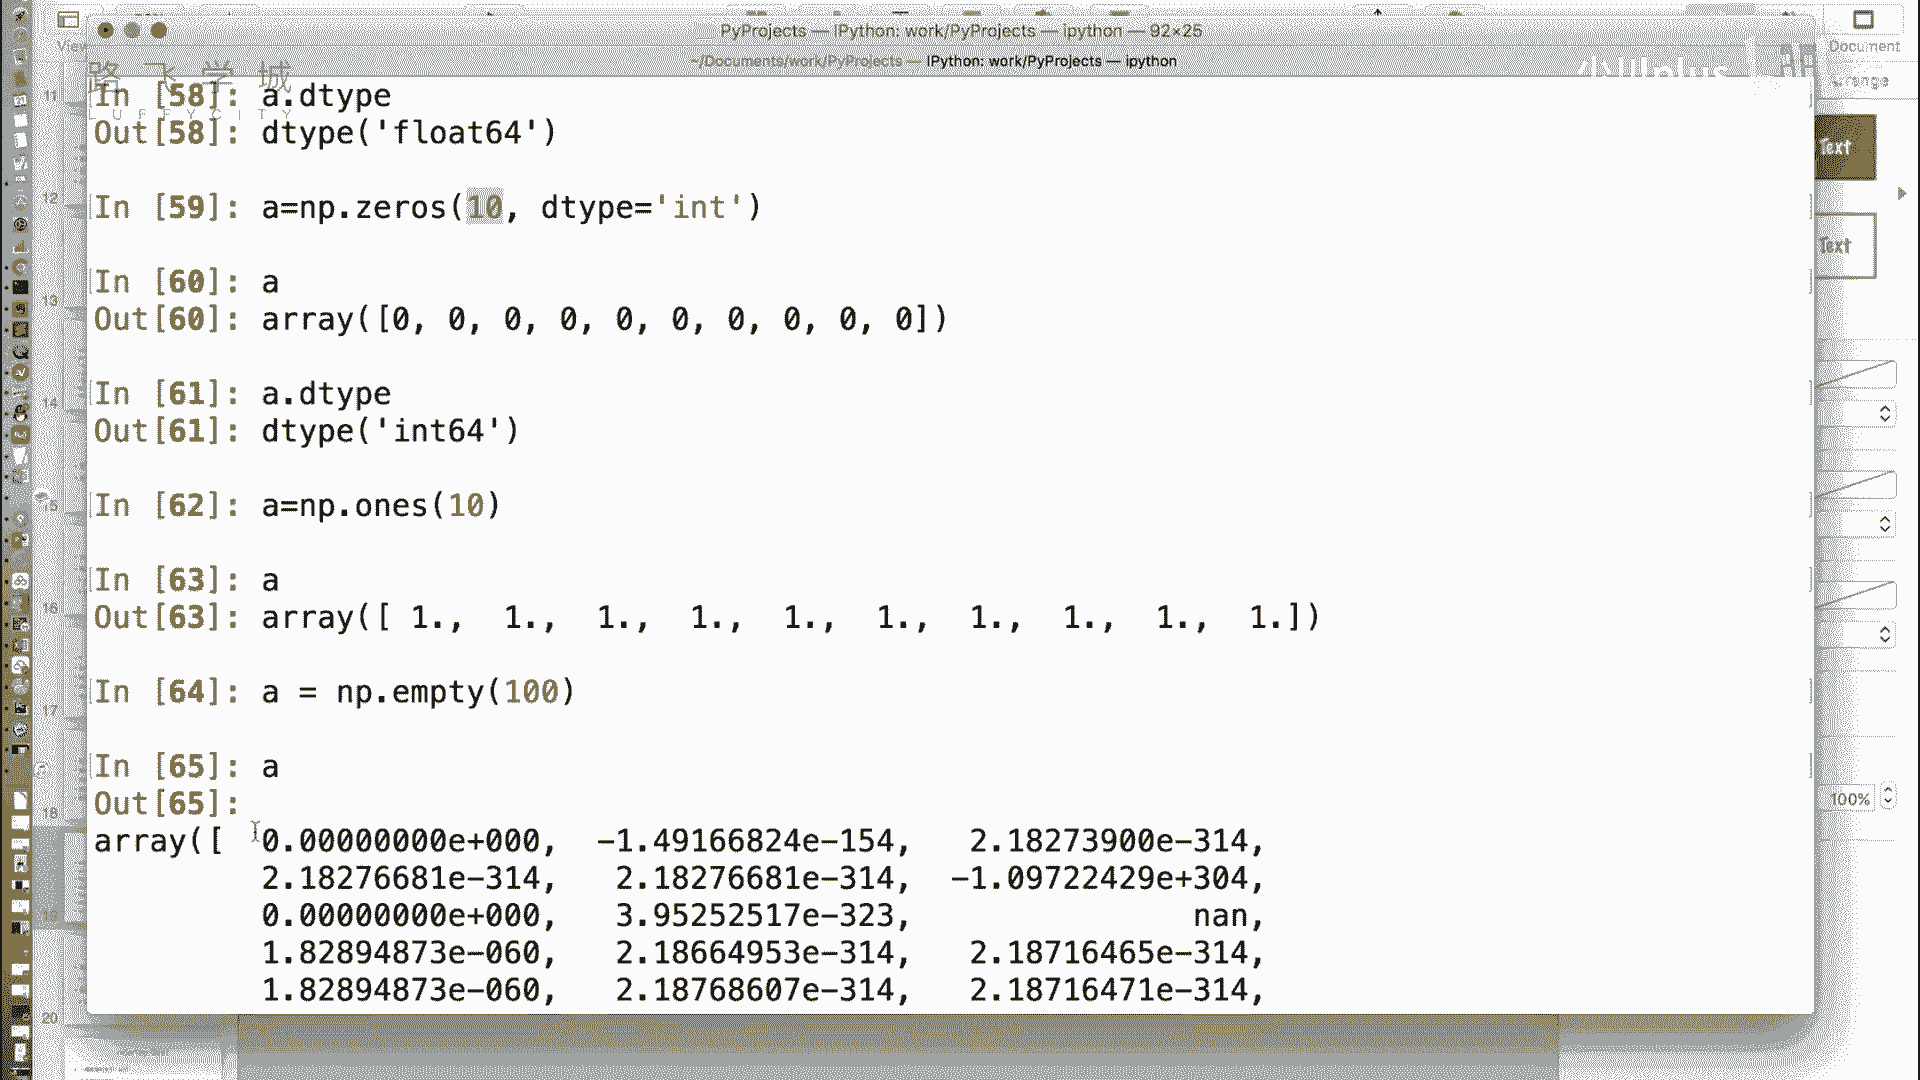 PyProjects — IPython: work/PyProjects — ipython — 92×25
~/Documents/work/PyProjects — IPython: work/PyProjects — ipython
路飞学城
LUFFYCITY
In [58]: a.dtype
Out[58]: dtype('float64')
In [59]: a=np.zeros(10, dtype='int')
In [60]: a
Out[60]: array([0, 0, 0, 0, 0, 0, 0, 0, 0, 0])
In [61]: a.dtype
Out[61]: dtype('int64')
In [62]: a=np.ones(10)
In [63]: a
Out[63]: array([ 1., 1., 1., 1., 1., 1., 1., 1., 1., 1.])
In [64]: a = np.empty(100)
In [65]: a
Out[65]:
array([ 0.00000000e+000, -1.49166824e-154, 2.18273900e-314,
2.18276681e-314, 2.18276681e-314, -1.09722429e+304,
0.00000000e+000, 3.95252517e-323, nan,
1.82894873e-060, 2.18664953e-314, 2.18716465e-314,
1.82894873e-060, 2.18768607e-314, 2.18716471e-314,
View
11
12
13
14
15
16
17
18
19
20
Document
Text
Text
100%